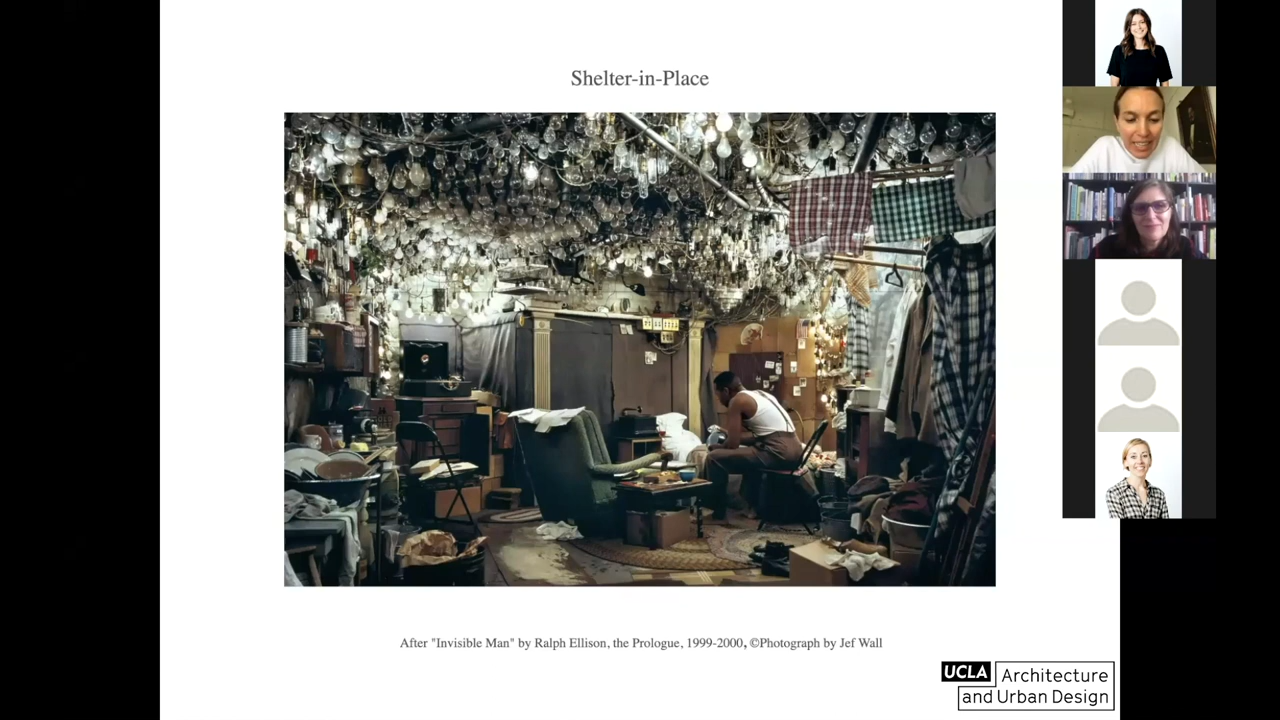 Shelter-in-Place
After "Invisible Man" by Ralph Ellison, the Prologue, 1999-2000, ©Photograph by Jef Wall
UCLA Architecture
and Urban Design